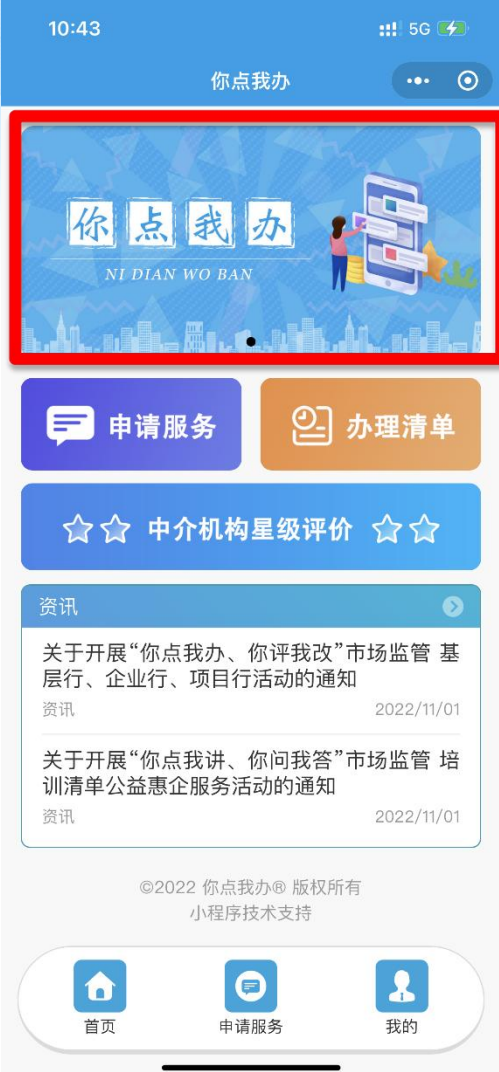 10:43
5G
你点我办
你点我办
NI DIAN WO BAN
申请服务
办理清单
中介机构星级评价
资讯
关于开展“你点我办、你评我改”市场监管 基
层行、企业行、项目行活动的通知
资讯 2022/11/01
关于开展“你点我讲、你问我答”市场监管 培
训清单公益惠企服务活动的通知
资讯 2022/11/01
©2022 你点我办® 版权所有
小程序技术支持
首页 申请服务 我的